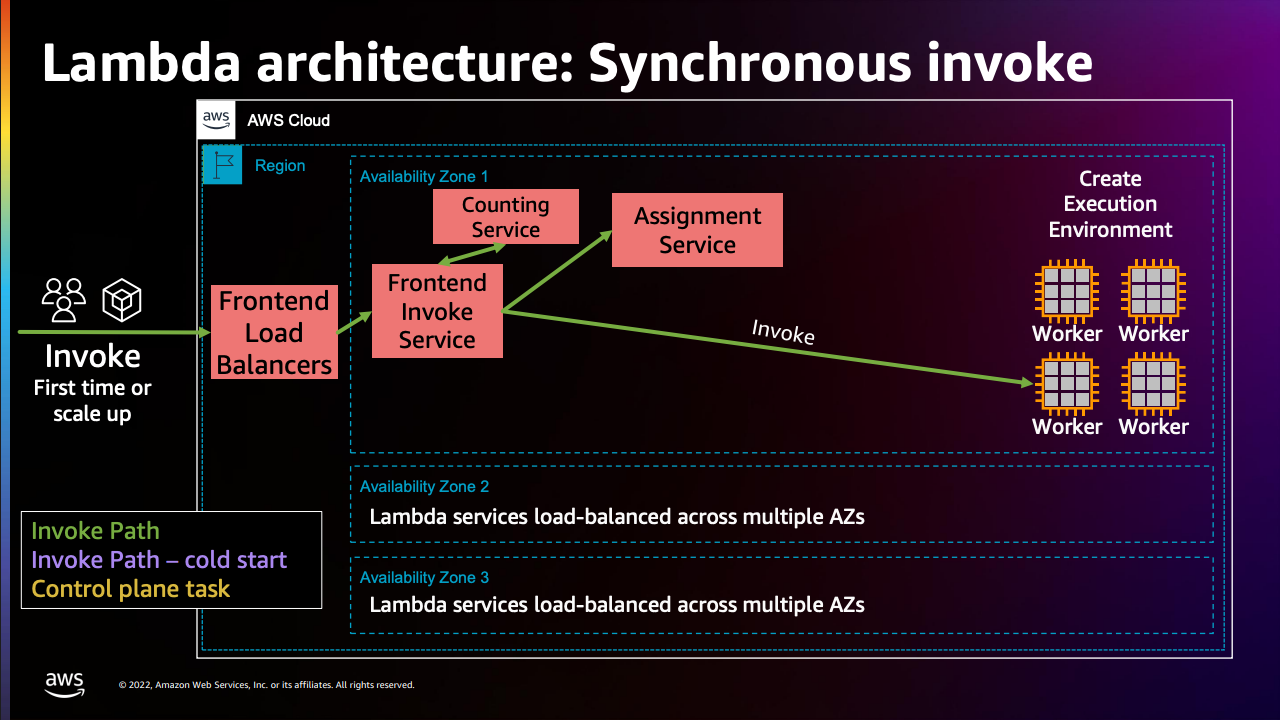 Lambda architecture: Synchronous invoke
aws
AWS Cloud
Region
Availability Zone 1
Counting
Service
Assignment
Service
Create
Execution
Environment
Frontend
Invoke
Service
Frontend
Load
Balancers
Invoke
Worker
Worker
Worker
Worker
Invoke
First time or
scale up
Availability Zone 2
Lambda services load-balanced across multiple AZs
Invoke Path
Invoke Path – cold start
Control plane task
Availability Zone 3
Lambda services load-balanced across multiple AZs
aws
© 2022, Amazon Web Services, Inc. or its affiliates. All rights reserved.